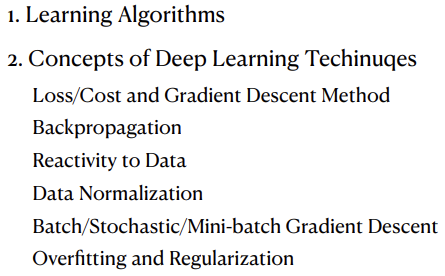 1. Learning Algorithms
2. Concepts of Deep Learning Techinuqes
Loss/Cost and Gradient Descent Method
Backpropagation
Reactivity to Data
Data Normalization
Batch/Stochastic/Mini-batch Gradient Descent
Overfitting and Regularization